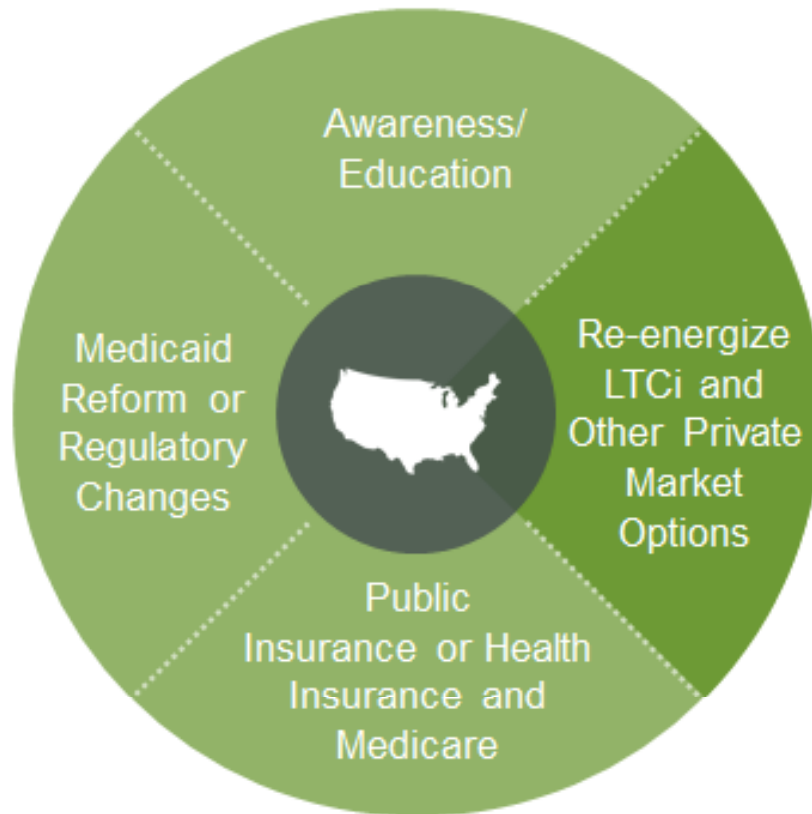 Awareness/
Education
Medicaid
Reform or
Regulatory
Changes
Re-energize
LTCi and
Other Private
Market
Options
Public
Insurance or Health
Insurance and
Medicare